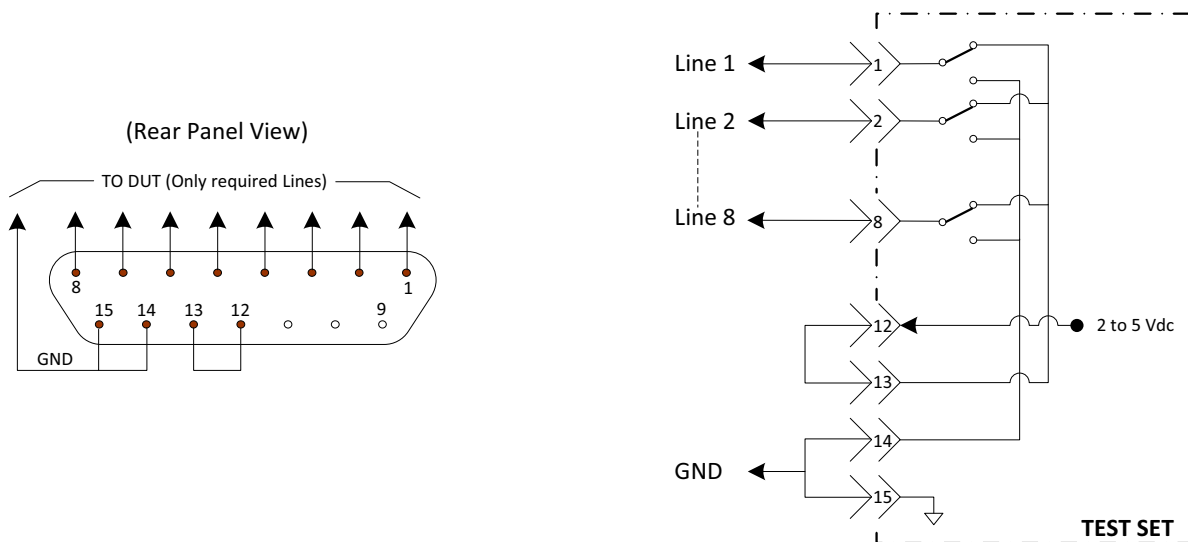 (Rear Panel View)
TO DUT (Only required Lines)
8
1
15
14
13
12
9
GND
Line 1
1
Line 2
2
Line 8
8
12
2 to 5 Vdc
13
14
GND
15
TEST SET